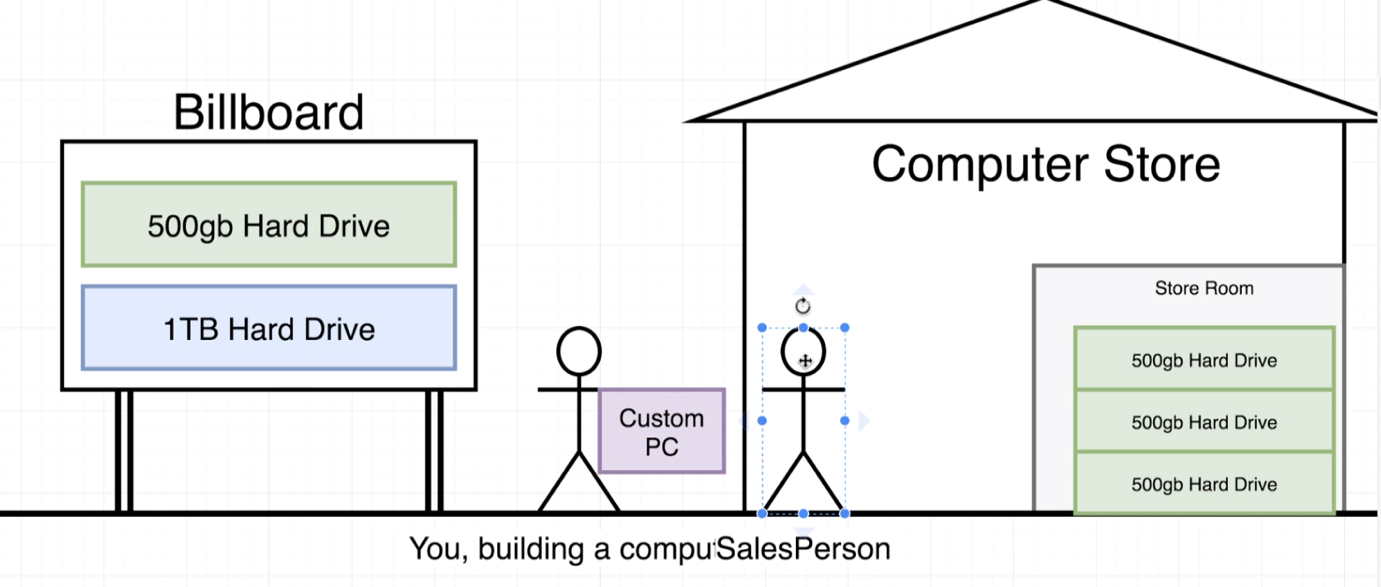 Billboard
500gb Hard Drive
1TB Hard Drive
Computer Store
Store Room
500gb Hard Drive
500gb Hard Drive
500gb Hard Drive
Custom
PC
You, building a compu
SalesPerson